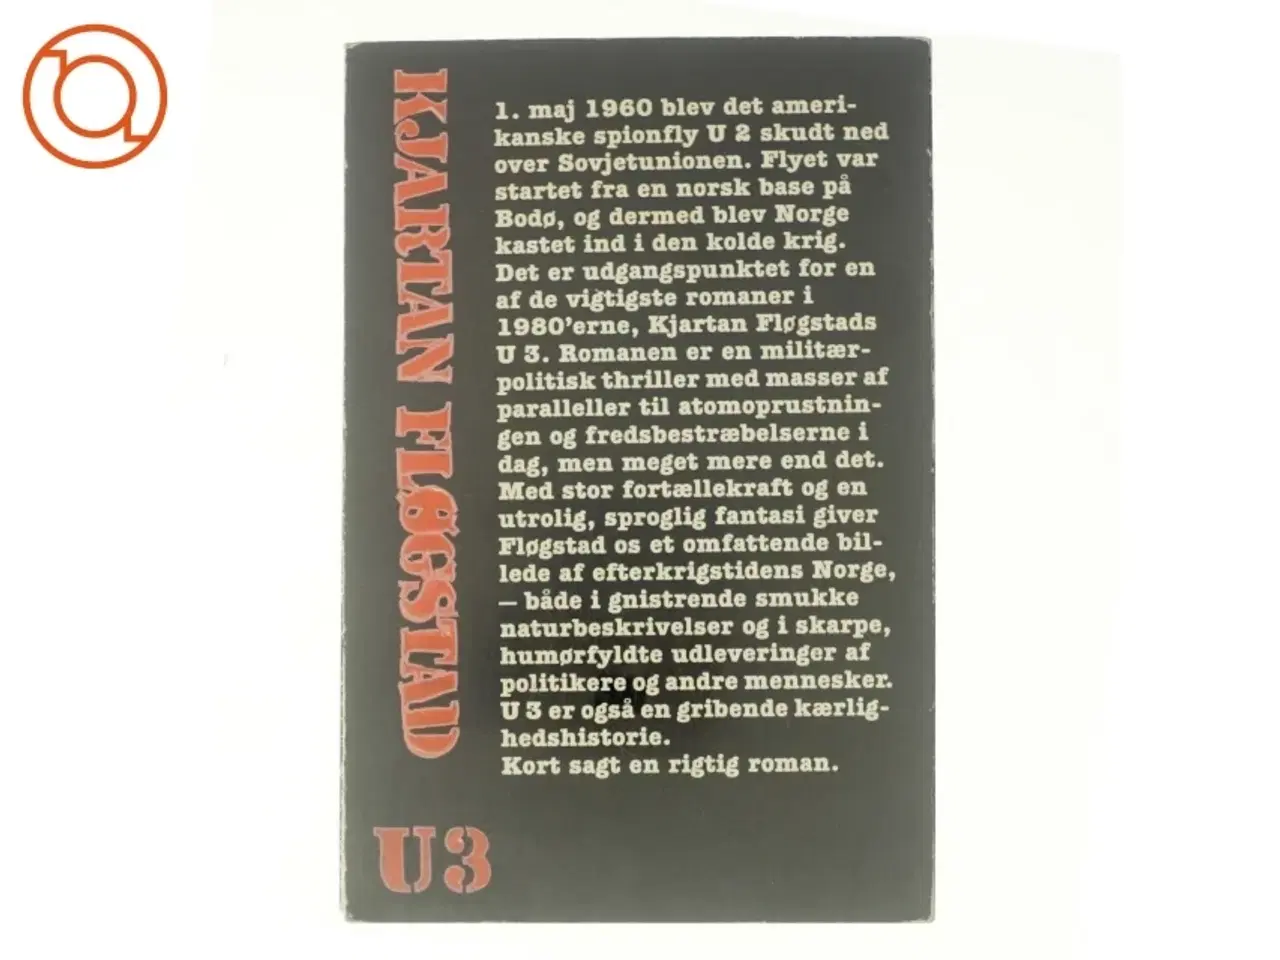 KJARTAN FLØGSTAD
1. maj 1960 blev det ameri-
kanske spionfly U 2 skudt ned
over Sovjetunionen. Flyet var
startet fra en norsk base på
Bodø, og dermed blev Norge
kastet ind i den kolde krig.
Det er udgangspunktet for en
af de vigtigste romaner i
1980'erne, Kjartan Fløgstads
U 3. Romanen er en militær-
politisk thriller med masser af
paralleller til atomoprustnin-
gen og fredsbestræbelserne i
dag, men meget mere end det.
Med stor fortællekraft og en
utrolig, sproglig fantasi giver
Fløgstad os et omfattende bil-
lede af efterkrigstidens Norge,
— både i gnistrende smukke
naturbeskrivelser og i skarpe,
humørfyldte udleveringer af
politikere og andre mennesker.
U 3 er også en gribende kærlig-
hedshistorie.
Kort sagt en rigtig roman.
U3